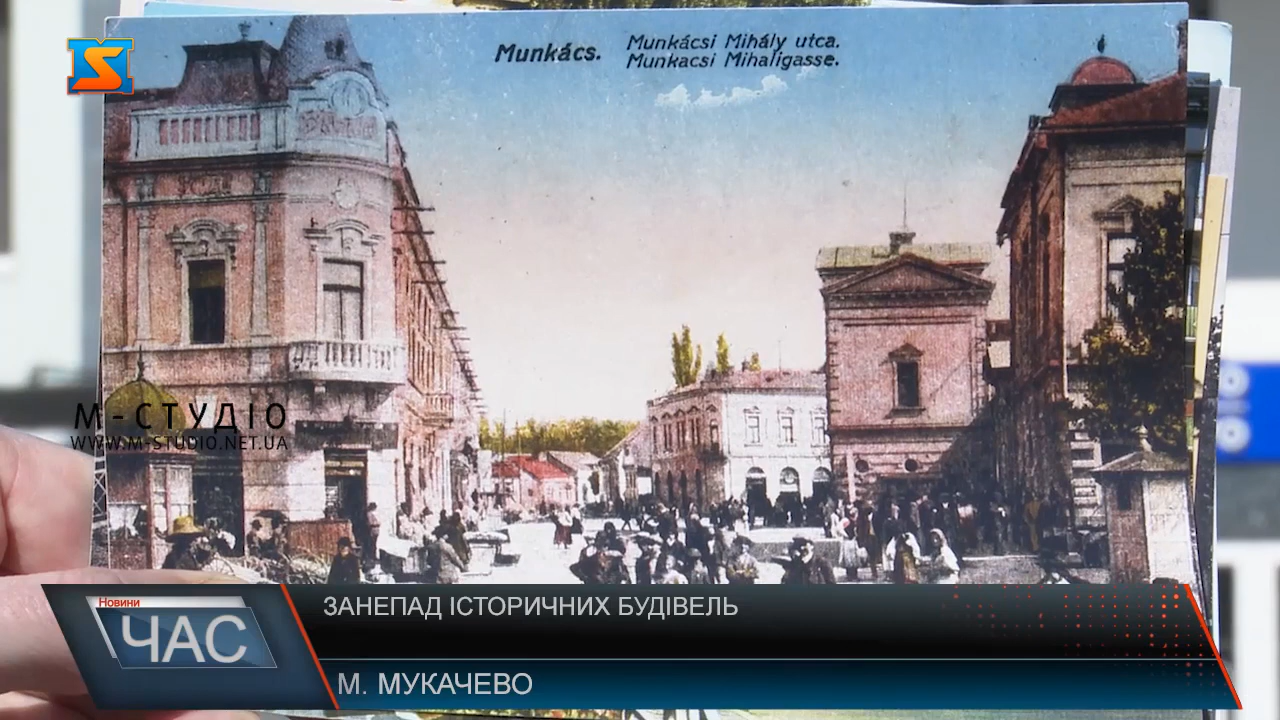 Munkács.
Munkácsi Mihály utca.
Munkacsi Mihaligasse.
М-СТУДІО
WWW.M-STUDIO.NET.UA
Новини
ЧАС
ЗАНЕПАД ІСТОРИЧНИХ БУДІВЕЛЬ
М. МУКАЧЕВО